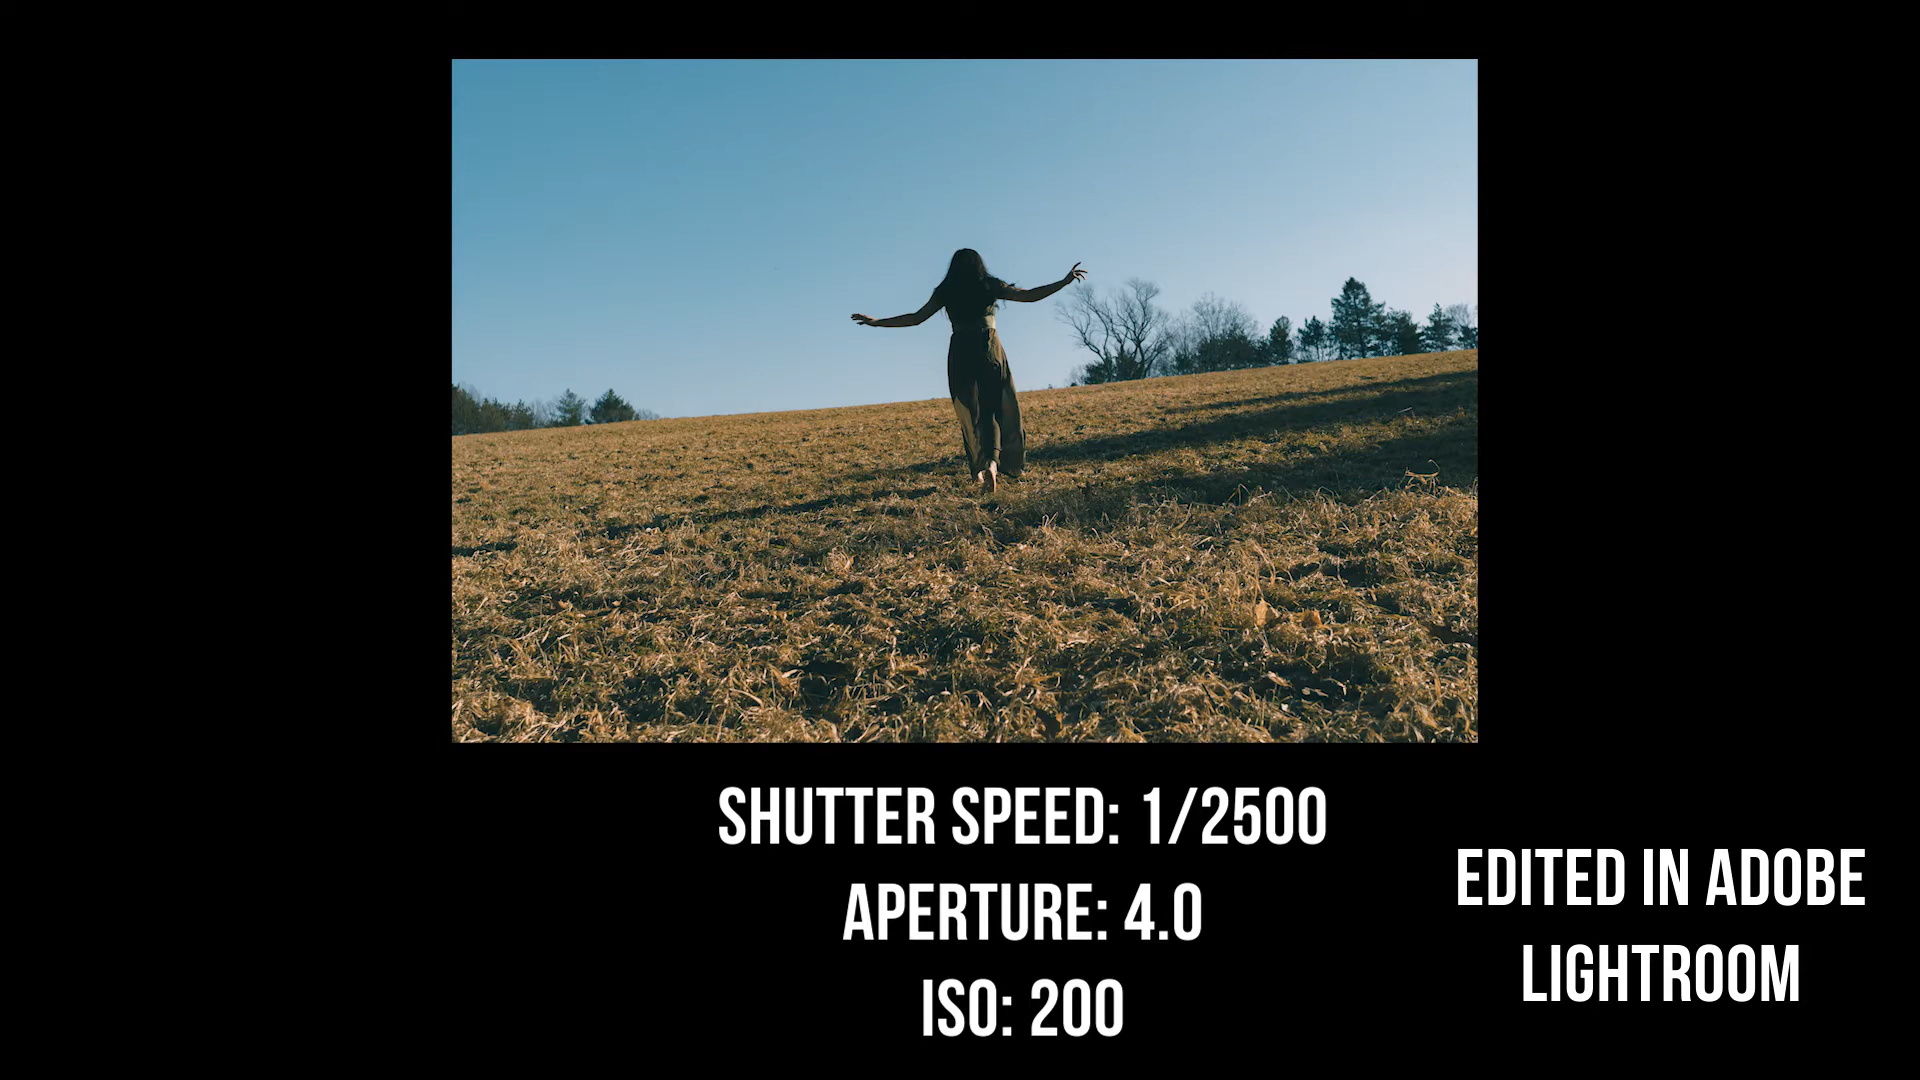 SHUTTER SPEED: 1/2500
APERTURE: 4.0
ISO: 200
EDITED IN ADOBE
LIGHTROOM